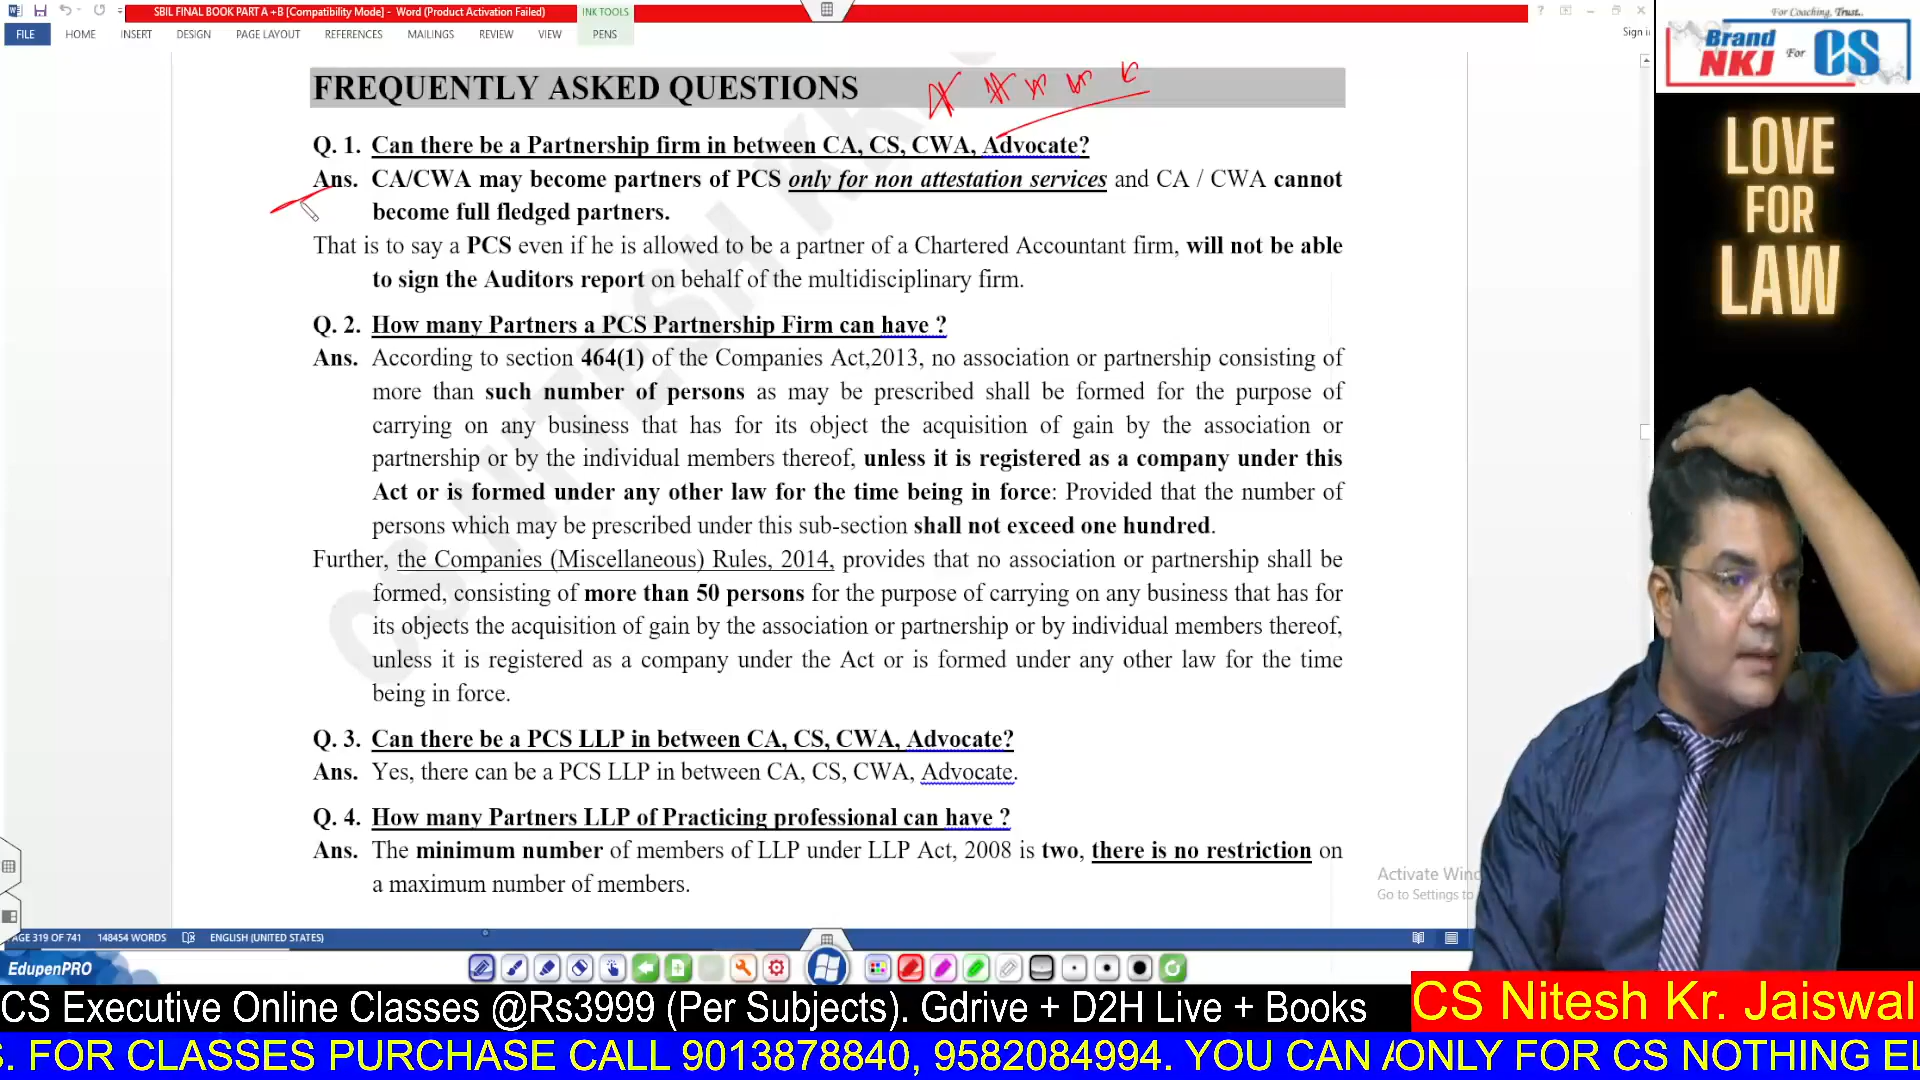 SBIL FINAL BOOK PART A +B [Compatibility Mode] - Word (Product Activation Failed)
INK TOOLS
FILE HOME INSERT DESIGN PAGE LAYOUT REFERENCES MAILINGS REVIEW VIEW PENS
Sign i
For Coaching, Trust..
Brand NKJ For CS
LOVE
FOR
LAW
FREQUENTLY ASKED QUESTIONS
Q. 1. Can there be a Partnership firm in between CA, CS, CWA, Advocate?
Ans. CA/CWA may become partners of PCS only for non attestation services and CA / CWA cannot
become full fledged partners.
That is to say a PCS even if he is allowed to be a partner of a Chartered Accountant firm, will not be able
to sign the Auditors report on behalf of the multidisciplinary firm.
Q. 2. How many Partners a PCS Partnership Firm can have ?
Ans. According to section 464(1) of the Companies Act,2013, no association or partnership consisting of
more than such number of persons as may be prescribed shall be formed for the purpose of
carrying on any business that has for its object the acquisition of gain by the association or
partnership or by the individual members thereof, unless it is registered as a company under this
Act or is formed under any other law for the time being in force: Provided that the number of
persons which may be prescribed under this sub-section shall not exceed one hundred.
Further, the Companies (Miscellaneous) Rules, 2014, provides that no association or partnership shall be
formed, consisting of more than 50 persons for the purpose of carrying on any business that has for
its objects the acquisition of gain by the association or partnership or by individual members thereof,
unless it is registered as a company under the Act or is formed under any other law for the time
being in force.
Q. 3. Can there be a PCS LLP in between CA, CS, CWA, Advocate?
Ans. Yes, there can be a PCS LLP in between CA, CS, CWA, Advocate.
Q. 4. How many Partners LLP of Practicing professional can have ?
Ans. The minimum number of members of LLP under LLP Act, 2008 is two, there is no restriction on
a maximum number of members.
CS NITESH KR
Activate Wind
Go to Settings to
PAGE 319 OF 741 148454 WORDS ENGLISH (UNITED STATES)
EdupenPRO
CS Executive Online Classes @Rs3999 (Per Subjects). Gdrive + D2H Live + Books
CS Nitesh Kr. Jaiswal
S. FOR CLASSES PURCHASE CALL 9013878840, 9582084994. YOU CAN
ONLY FOR CS NOTHING EL